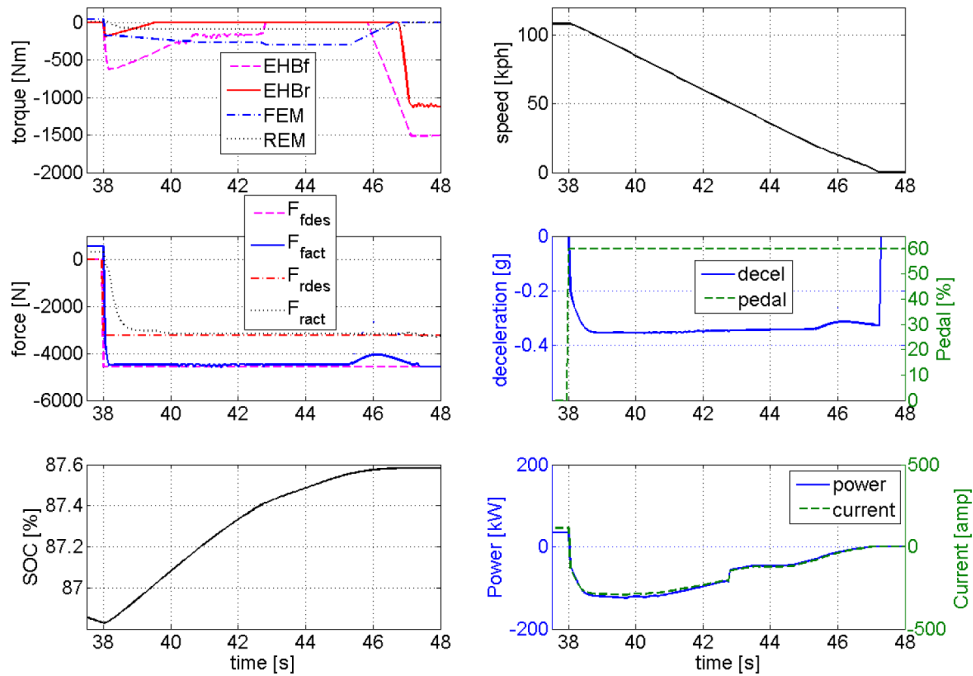 0
-500
-1000
-1500
-2000
torque [Nm]
EHBf
EHBr
FEM
REM
38 40 42 44 46 48
100
50
0
speed [kph]
38 40 42 44 46 48
0
-2000
-4000
-6000
force [N]
F fdes
F fact
F rdes
F ract
38 40 42 44 46 48
0
-0.2
-0.4
deceleration [g]
decel
pedal
60
50
40
30
20
10
0
Pedal [%]
38 40 42 44 46 48
87.6
87.4
87.2
87
SOC [%]
38 40 42 44 46 48
time [s]
200
0
-200
Power [kW]
power
current
500
0
-500
Current [amp]
38 40 42 44 46 48
time [s]